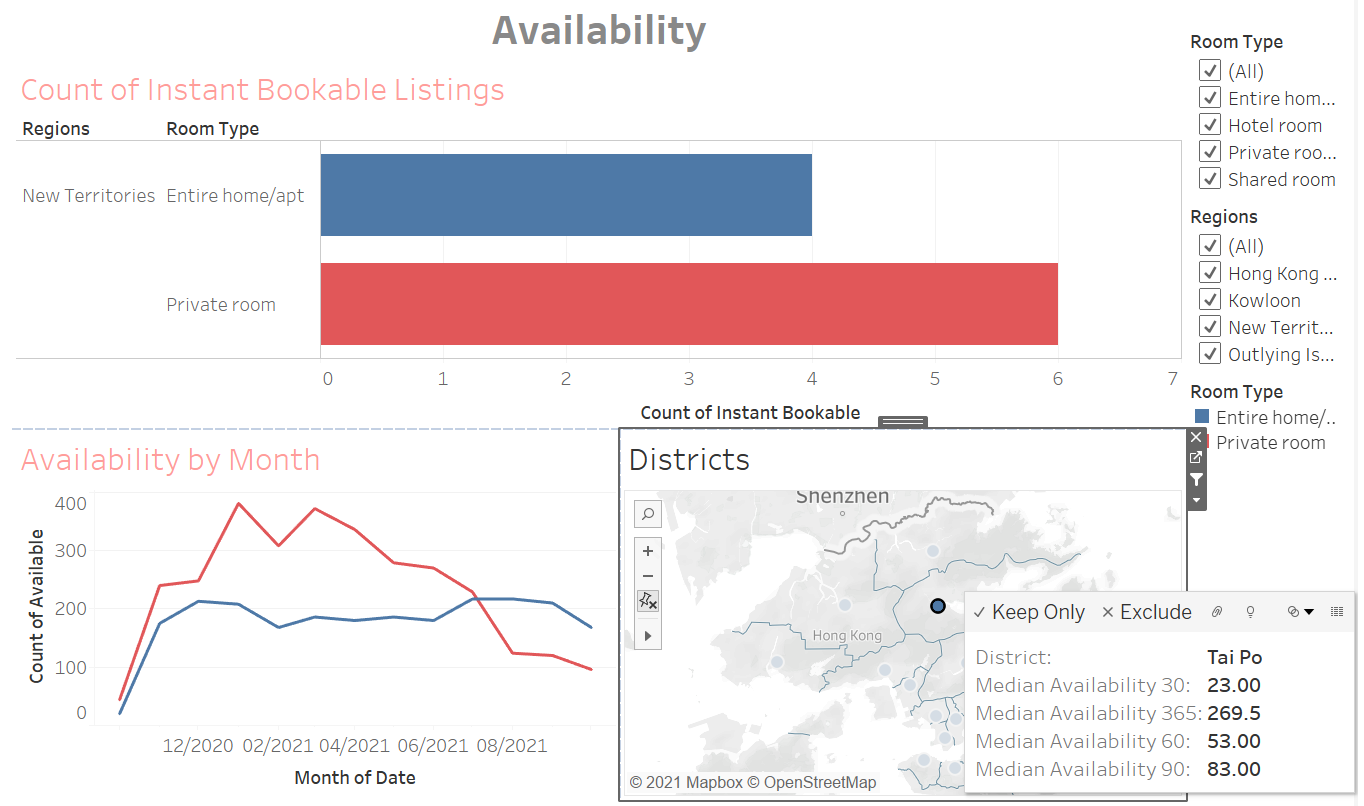 Availability
Count of Instant Bookable Listings
Regions Room Type
New Territories Entire home/apt
Private room
0 1 2 3 4 5 6 7
Count of Instant Bookable
Room Type
(All)
Entire hom...
Hotel room
Private roo...
Shared room
Regions
(All)
Hong Kong ...
Kowloon
New Territ...
Outlying Is...
Room Type
Entire home/..
Private room
Availability by Month
Count of Available
400
300
200
100
0
12/2020 02/2021 04/2021 06/2021 08/2021
Month of Date
Districts
Shenzhen
Hong Kong
© 2021 Mapbox © OpenStreetMap
Keep Only Exclude
District: Tai Po
Median Availability 30: 23.00
Median Availability 365: 269.5
Median Availability 60: 53.00
Median Availability 90: 83.00